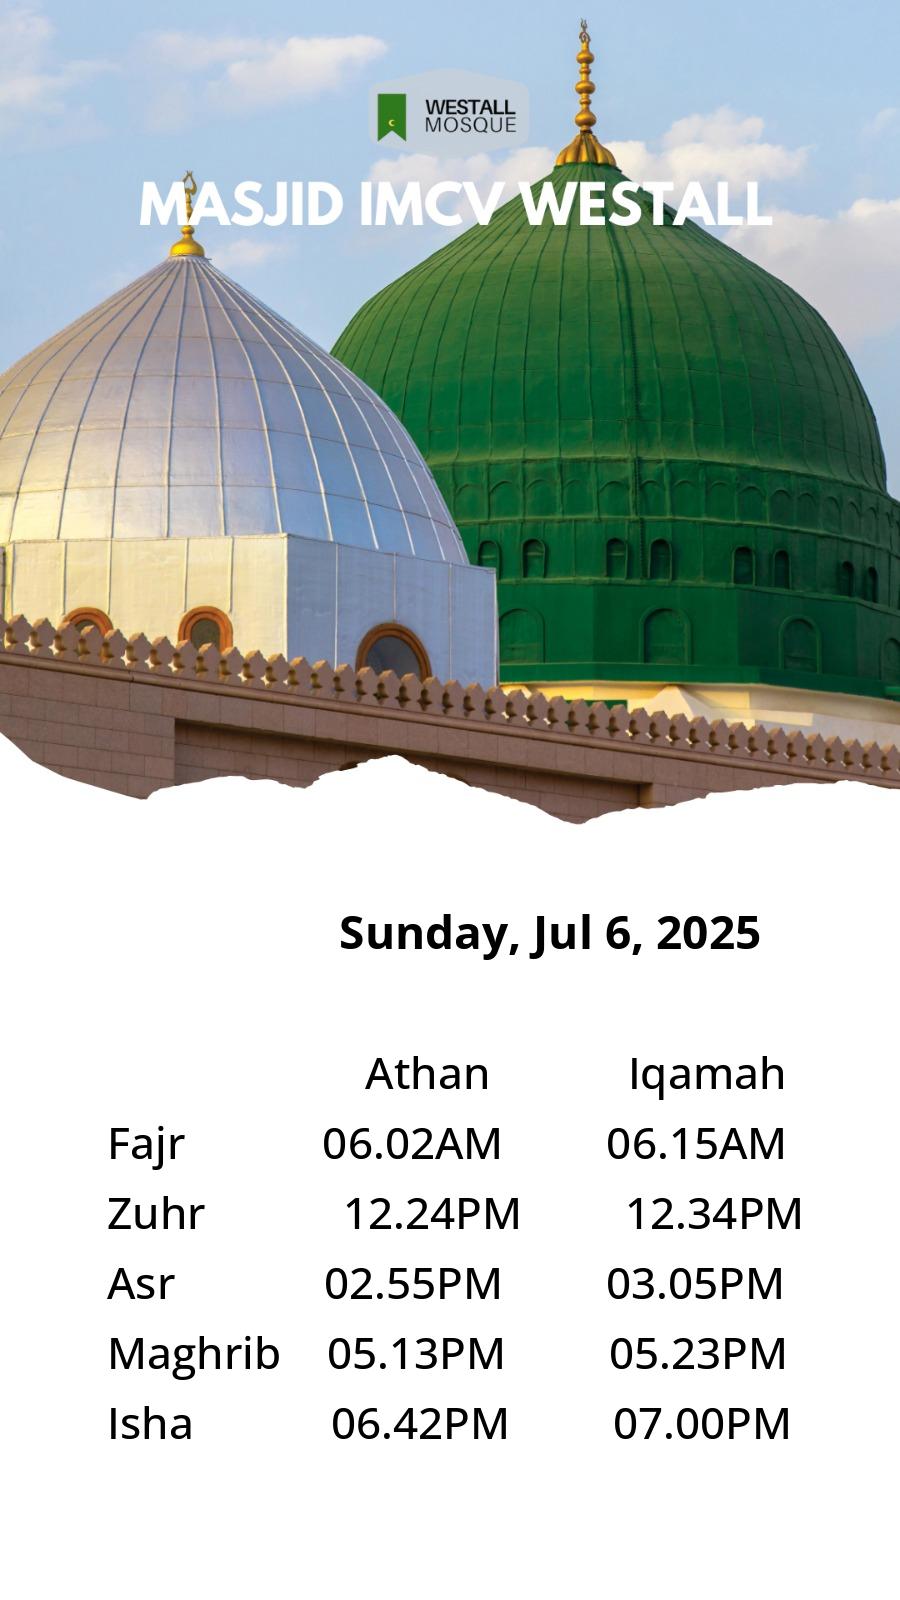 WESTALL
MOSQUE
MASJID IMCV WESTALL
Sunday, Jul 6, 2025
Athan Iqamah
Fajr 06.02AM 06.15AM
Zuhr 12.24PM 12.34PM
Asr 02.55PM 03.05PM
Maghrib 05.13PM 05.23PM
Isha 06.42PM 07.00PM